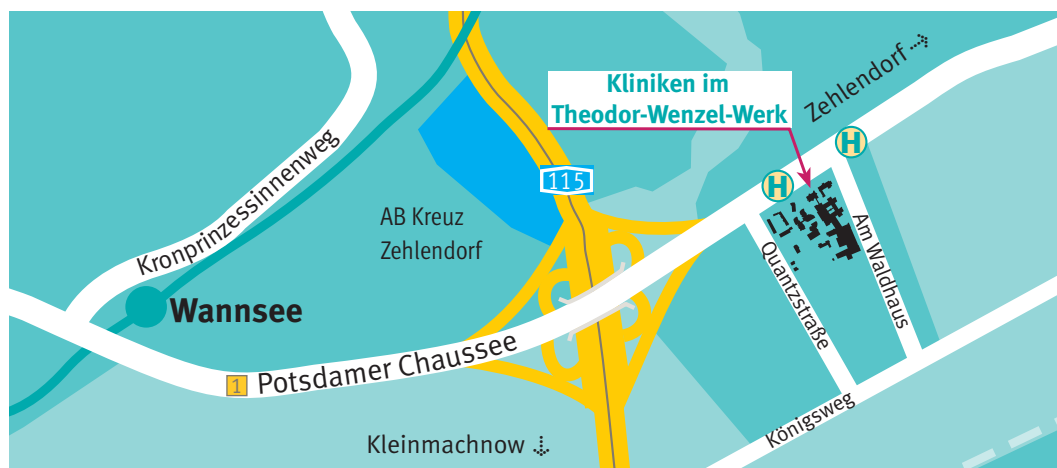 Kliniken im
Theodor-Wenzel-Werk
Zehlendorf
H
H
115
AB Kreuz
Zehlendorf
Kronprinzessinnenweg
Wannsee
Quantzstraße
Am Waldhaus
1 Potsdamer Chaussee
Königsweg
Kleinmachnow